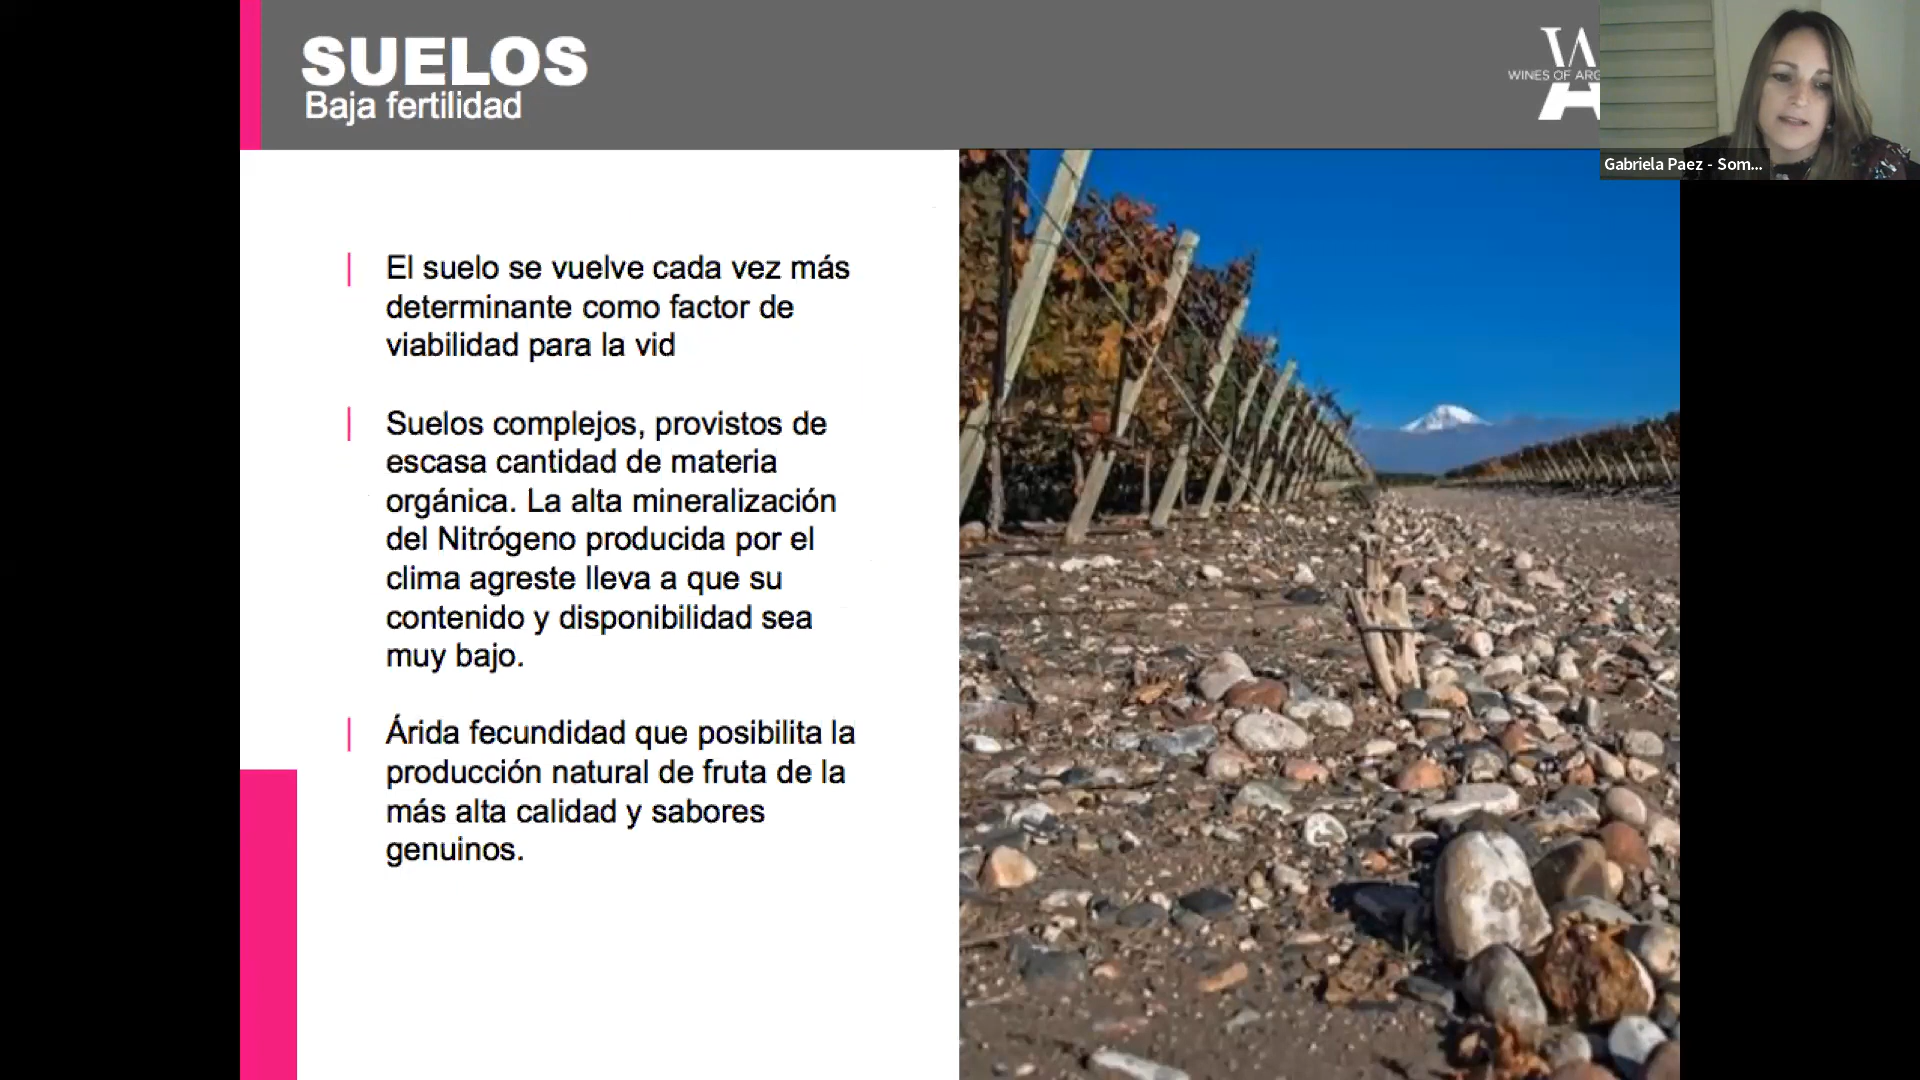 SUELOS
Baja fertilidad
WINES OF ARG
Gabriela Paez - Som...
El suelo se vuelve cada vez más
determinante como factor de
viabilidad para la vid
Suelos complejos, provistos de
escasa cantidad de materia
orgánica. La alta mineralización
del Nitrógeno producida por el
clima agreste lleva a que su
contenido y disponibilidad sea
muy bajo.
Árida fecundidad que posibilita la
producción natural de fruta de la
más alta calidad y sabores
genuinos.